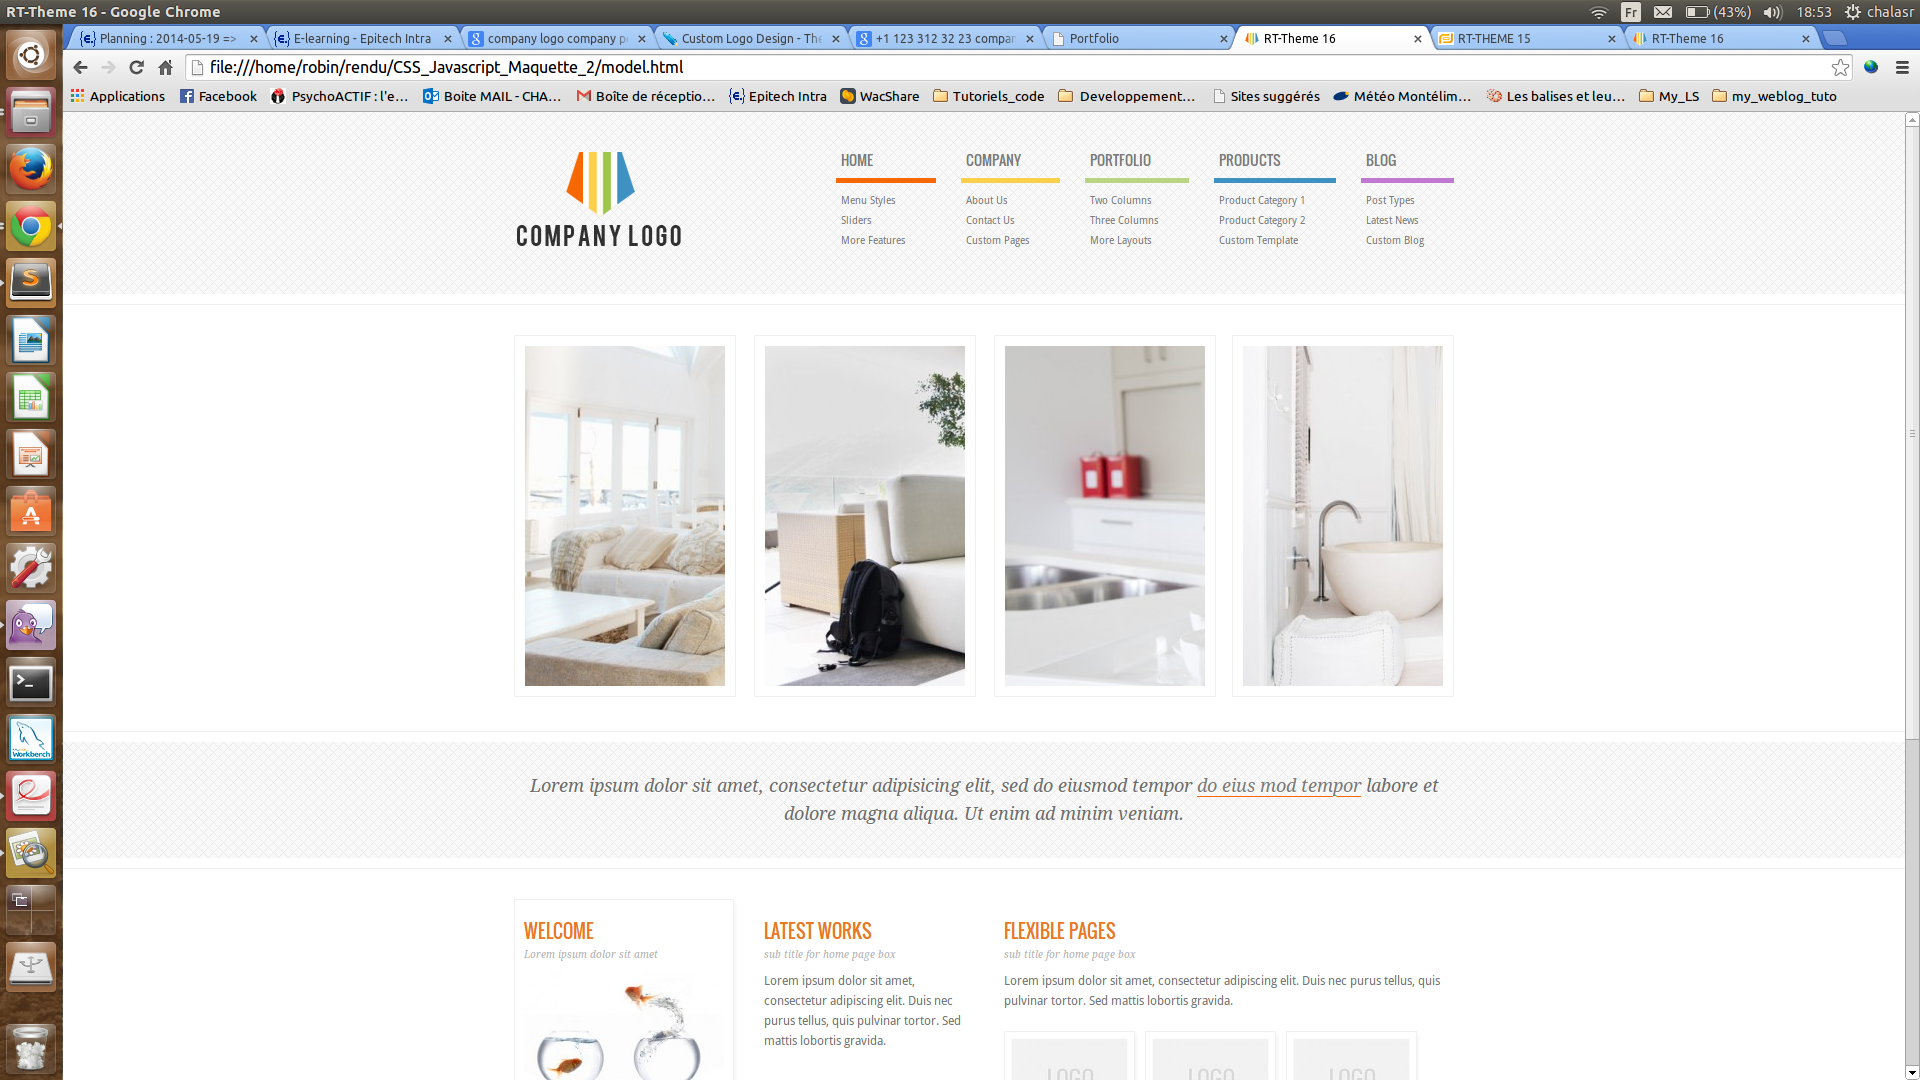 RT-Theme 16 - Google Chrome
Fr
(43%)
18:53
chalasr
Planning : 2014-05-19 =>
E-learning - Epitech Intra
company logo company p
Custom Logo Design - The
+1 123 312 32 23 compar
Portfolio
RT-Theme 16
RT-THEME 15
RT-Theme 16
file:///home/robin/rendu/CSS_Javascript_Maquette_2/model.html
Applications
Facebook
PsychoACTIF : l'e...
Boite MAIL - CHA...
Boîte de réceptio...
Epitech Intra
WacShare
Tutoriels_code
Developpement...
Sites suggérés
Météo Montélim...
Les balises et leu...
My_LS
my_weblog_tuto
COMPANY LOGO
HOME
Menu Styles
Sliders
More Features
COMPANY
About Us
Contact Us
Custom Pages
PORTFOLIO
Two Columns
Three Columns
More Layouts
PRODUCTS
Product Category 1
Product Category 2
Custom Template
BLOG
Post Types
Latest News
Custom Blog
Lorem ipsum dolor sit amet, consectetur adipisicing elit, sed do eiusmod tempor do eius mod tempor labore et
dolore magna aliqua. Ut enim ad minim veniam.
WELCOME
Lorem ipsum dolor sit amet
LATEST WORKS
sub title for home page box
Lorem ipsum dolor sit amet,
consectetur adipiscing elit. Duis nec
purus tellus, quis pulvinar tortor. Sed
mattis lobortis gravida.
FLEXIBLE PAGES
sub title for home page box
Lorem ipsum dolor sit amet, consectetur adipiscing elit. Duis nec purus tellus, quis
pulvinar tortor. Sed mattis lobortis gravida.
LOGO
LOGO
LOGO
Workbench